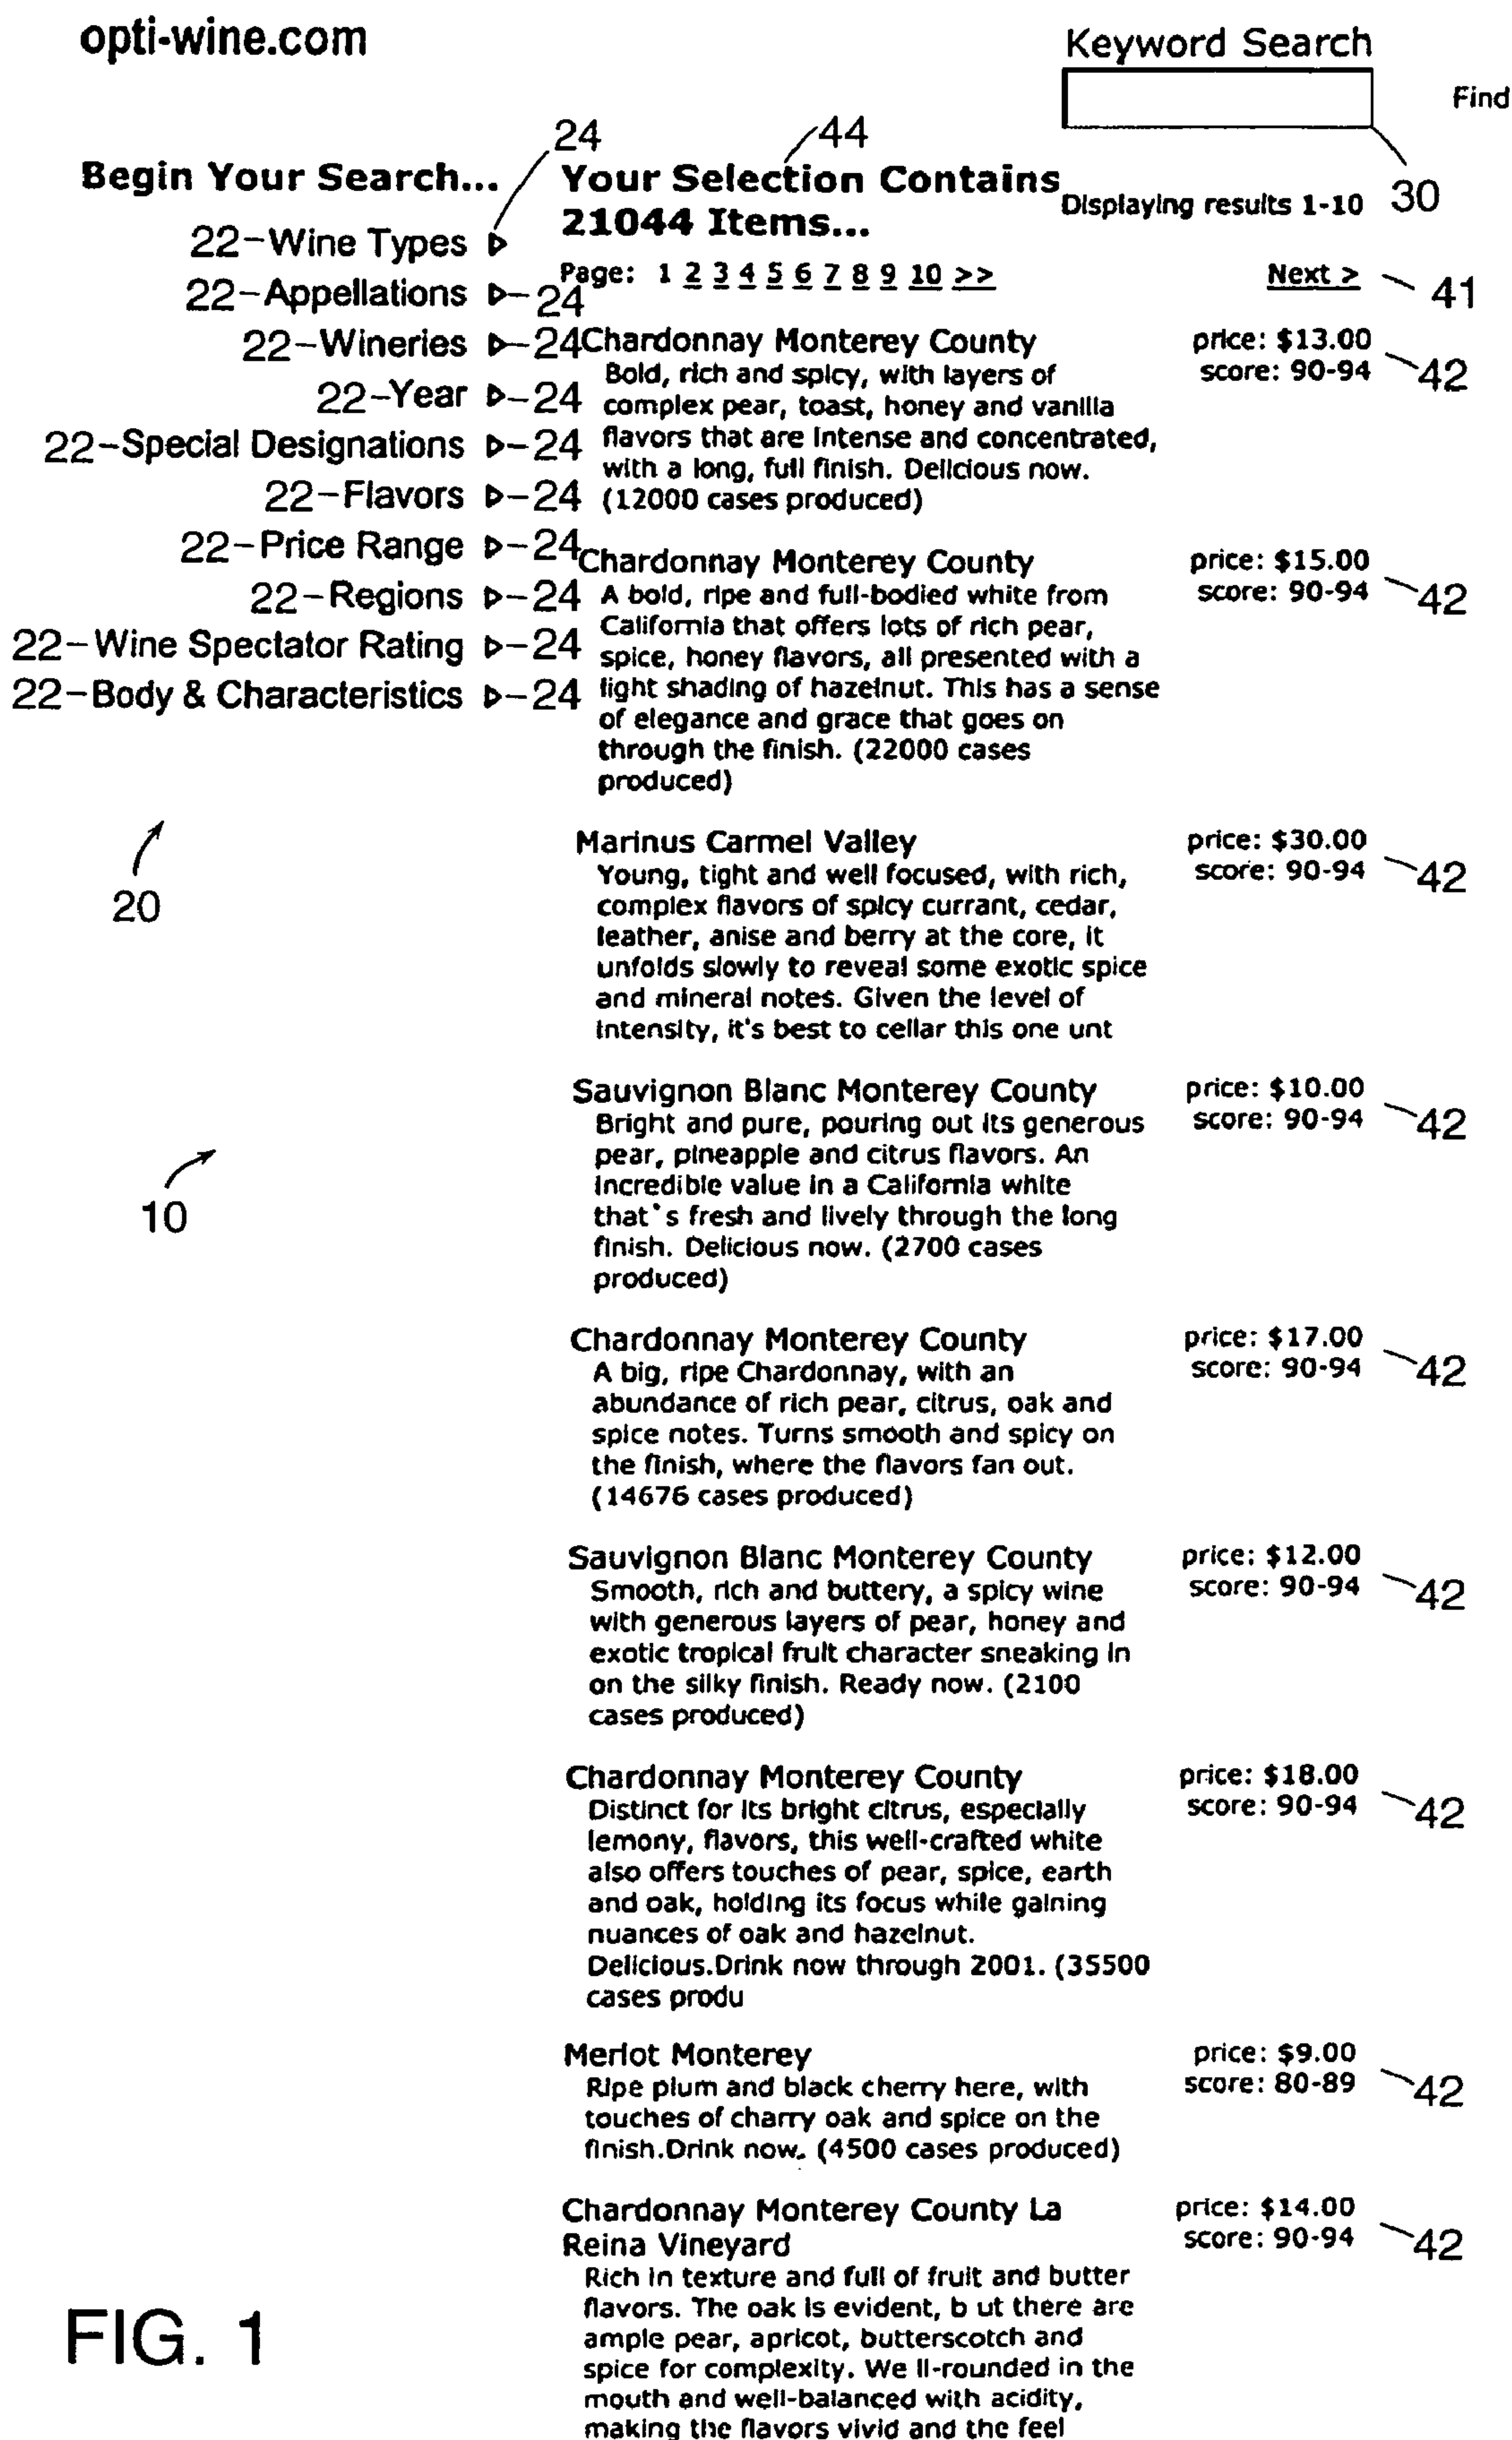 opti-wine.com
Keyword Search
Find
30
24
44
Begin Your Search...
22-Wine Types
22-Appellations -24
22-Wineries -24
22-Year -24
22-Special Designations -24
22-Flavors -24
22-Price Range -24
22-Regions -24
22-Wine Spectator Rating -24
22-Body & Characteristics -24
20
10
Your Selection Contains
21044 Items...
Displaying results 1-10
Page: 1 2 3 4 5 6 7 8 9 10 >>
Next > 41
Chardonnay Monterey County
price: $13.00
score: 90-94 42
Bold, rich and spicy, with layers of
complex pear, toast, honey and vanilla
flavors that are intense and concentrated,
with a long, full finish. Delicious now.
(12000 cases produced)
Chardonnay Monterey County
price: $15.00
score: 90-94 42
A bold, ripe and full-bodied white from
California that offers lots of rich pear,
spice, honey flavors, all presented with a
light shading of hazelnut. This has a sense
of elegance and grace that goes on
through the finish. (22000 cases
produced)
Marinus Carmel Valley
price: $30.00
score: 90-94 42
Young, tight and well focused, with rich,
complex flavors of spicy currant, cedar,
leather, anise and berry at the core, it
unfolds slowly to reveal some exotic spice
and mineral notes. Given the level of
intensity, it's best to cellar this one unt
Sauvignon Blanc Monterey County
price: $10.00
score: 90-94 42
Bright and pure, pouring out its generous
pear, pineapple and citrus flavors. An
incredible value in a California white
that's fresh and lively through the long
finish. Delicious now. (2700 cases
produced)
Chardonnay Monterey County
price: $17.00
score: 90-94 42
A big, ripe Chardonnay, with an
abundance of rich pear, citrus, oak and
spice notes. Turns smooth and spicy on
the finish, where the flavors fan out.
(14676 cases produced)
Sauvignon Blanc Monterey County
price: $12.00
score: 90-94 42
Smooth, rich and buttery, a spicy wine
with generous layers of pear, honey and
exotic tropical fruit character sneaking in
on the silky finish. Ready now. (2100
cases produced)
Chardonnay Monterey County
price: $18.00
score: 90-94 42
Distinct for its bright citrus, especially
lemony, flavors, this well-crafted white
also offers touches of pear, spice, earth
and oak, holding its focus while gaining
nuances of oak and hazelnut.
Delicious.Drink now through 2001. (35500
cases produ
Merlot Monterey
price: $9.00
score: 80-89 42
Ripe plum and black cherry here, with
touches of charry oak and spice on the
finish.Drink now. (4500 cases produced)
Chardonnay Monterey County La
Reina Vineyard
price: $14.00
score: 90-94 42
Rich in texture and full of fruit and butter
flavors. The oak is evident, b ut there are
ample pear, apricot, butterscotch and
spice for complexity. We ll-rounded in the
mouth and well-balanced with acidity,
making the flavors vivid and the feel
FIG. 1